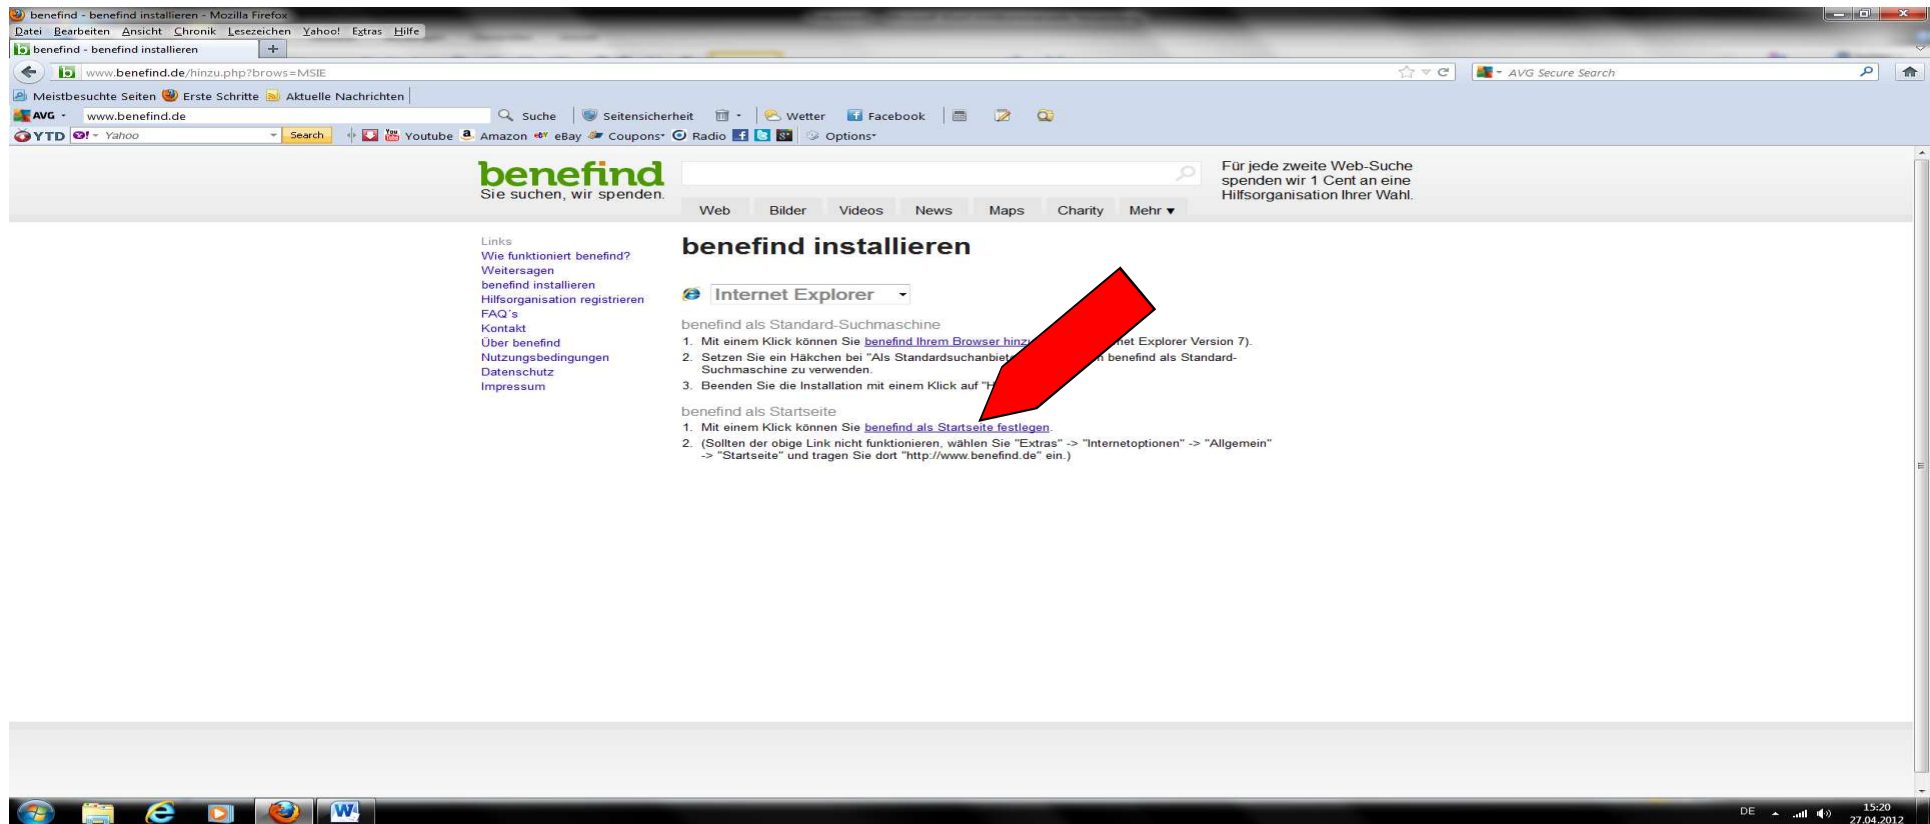 benefind - benefind installieren - Mozilla Firefox
Datei Bearbeiten Ansicht Chronik Lesezeichen Yahoo! Extras Hilfe
benefind - benefind installieren
www.benefind.de/hinzu.php?brows=MSIE
AVG Secure Search
Meistbesuchte Seiten Erste Schritte Aktuelle Nachrichten
AVG www.benefind.de Suche Seitensicherheit Wetter Facebook
YTD Yahoo Search Youtube Amazon eBay Coupons Radio Options
benefind
Sie suchen, wir spenden.
Für jede zweite Web-Suche
spenden wir 1 Cent an eine
Hilfsorganisation Ihrer Wahl.
Web Bilder Videos News Maps Charity Mehr ▼
Links
Wie funktioniert benefind?
Weitersagen
benefind installieren
Hilfsorganisation registrieren
FAQ´s
Kontakt
Über benefind
Nutzungsbedingungen
Datenschutz
Impressum
benefind installieren
Internet Explorer
benefind als Standard-Suchmaschine
1. Mit einem Klick können Sie benefind Ihrem Browser Explorer Version 7).
2. Setzen Sie ein Häkchen bei "Als benefind als Standard-
Suchmaschine zu verwenden.
3. Beenden Sie die Installation mit einem Klick auf
benefind als Startseite
1. Mit einem Klick können Sie benefind als Startseite festlegen.
2. (Sollten der obige Link nicht funktionieren, wählen Sie "Extras" -> "Internetoptionen" -> "Allgemein"
-> "Startseite" und tragen Sie dort "http://www.benefind.de" ein.)
DE 15:20
27.04.2012